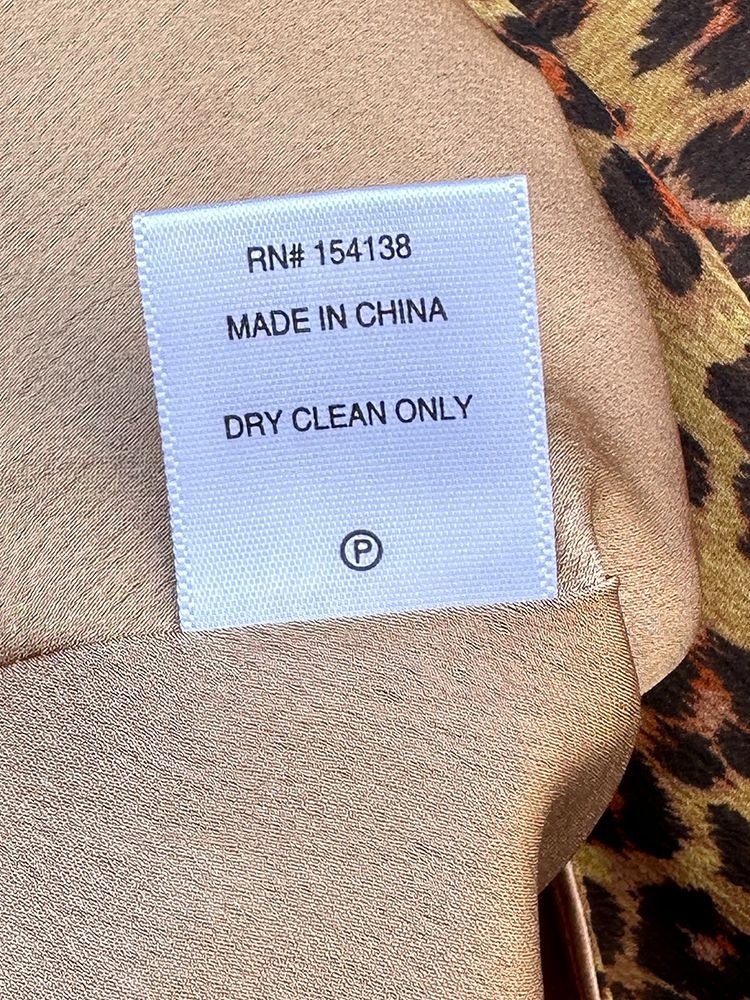 RN# 154138
MADE IN CHINA
DRY CLEAN ONLY
P